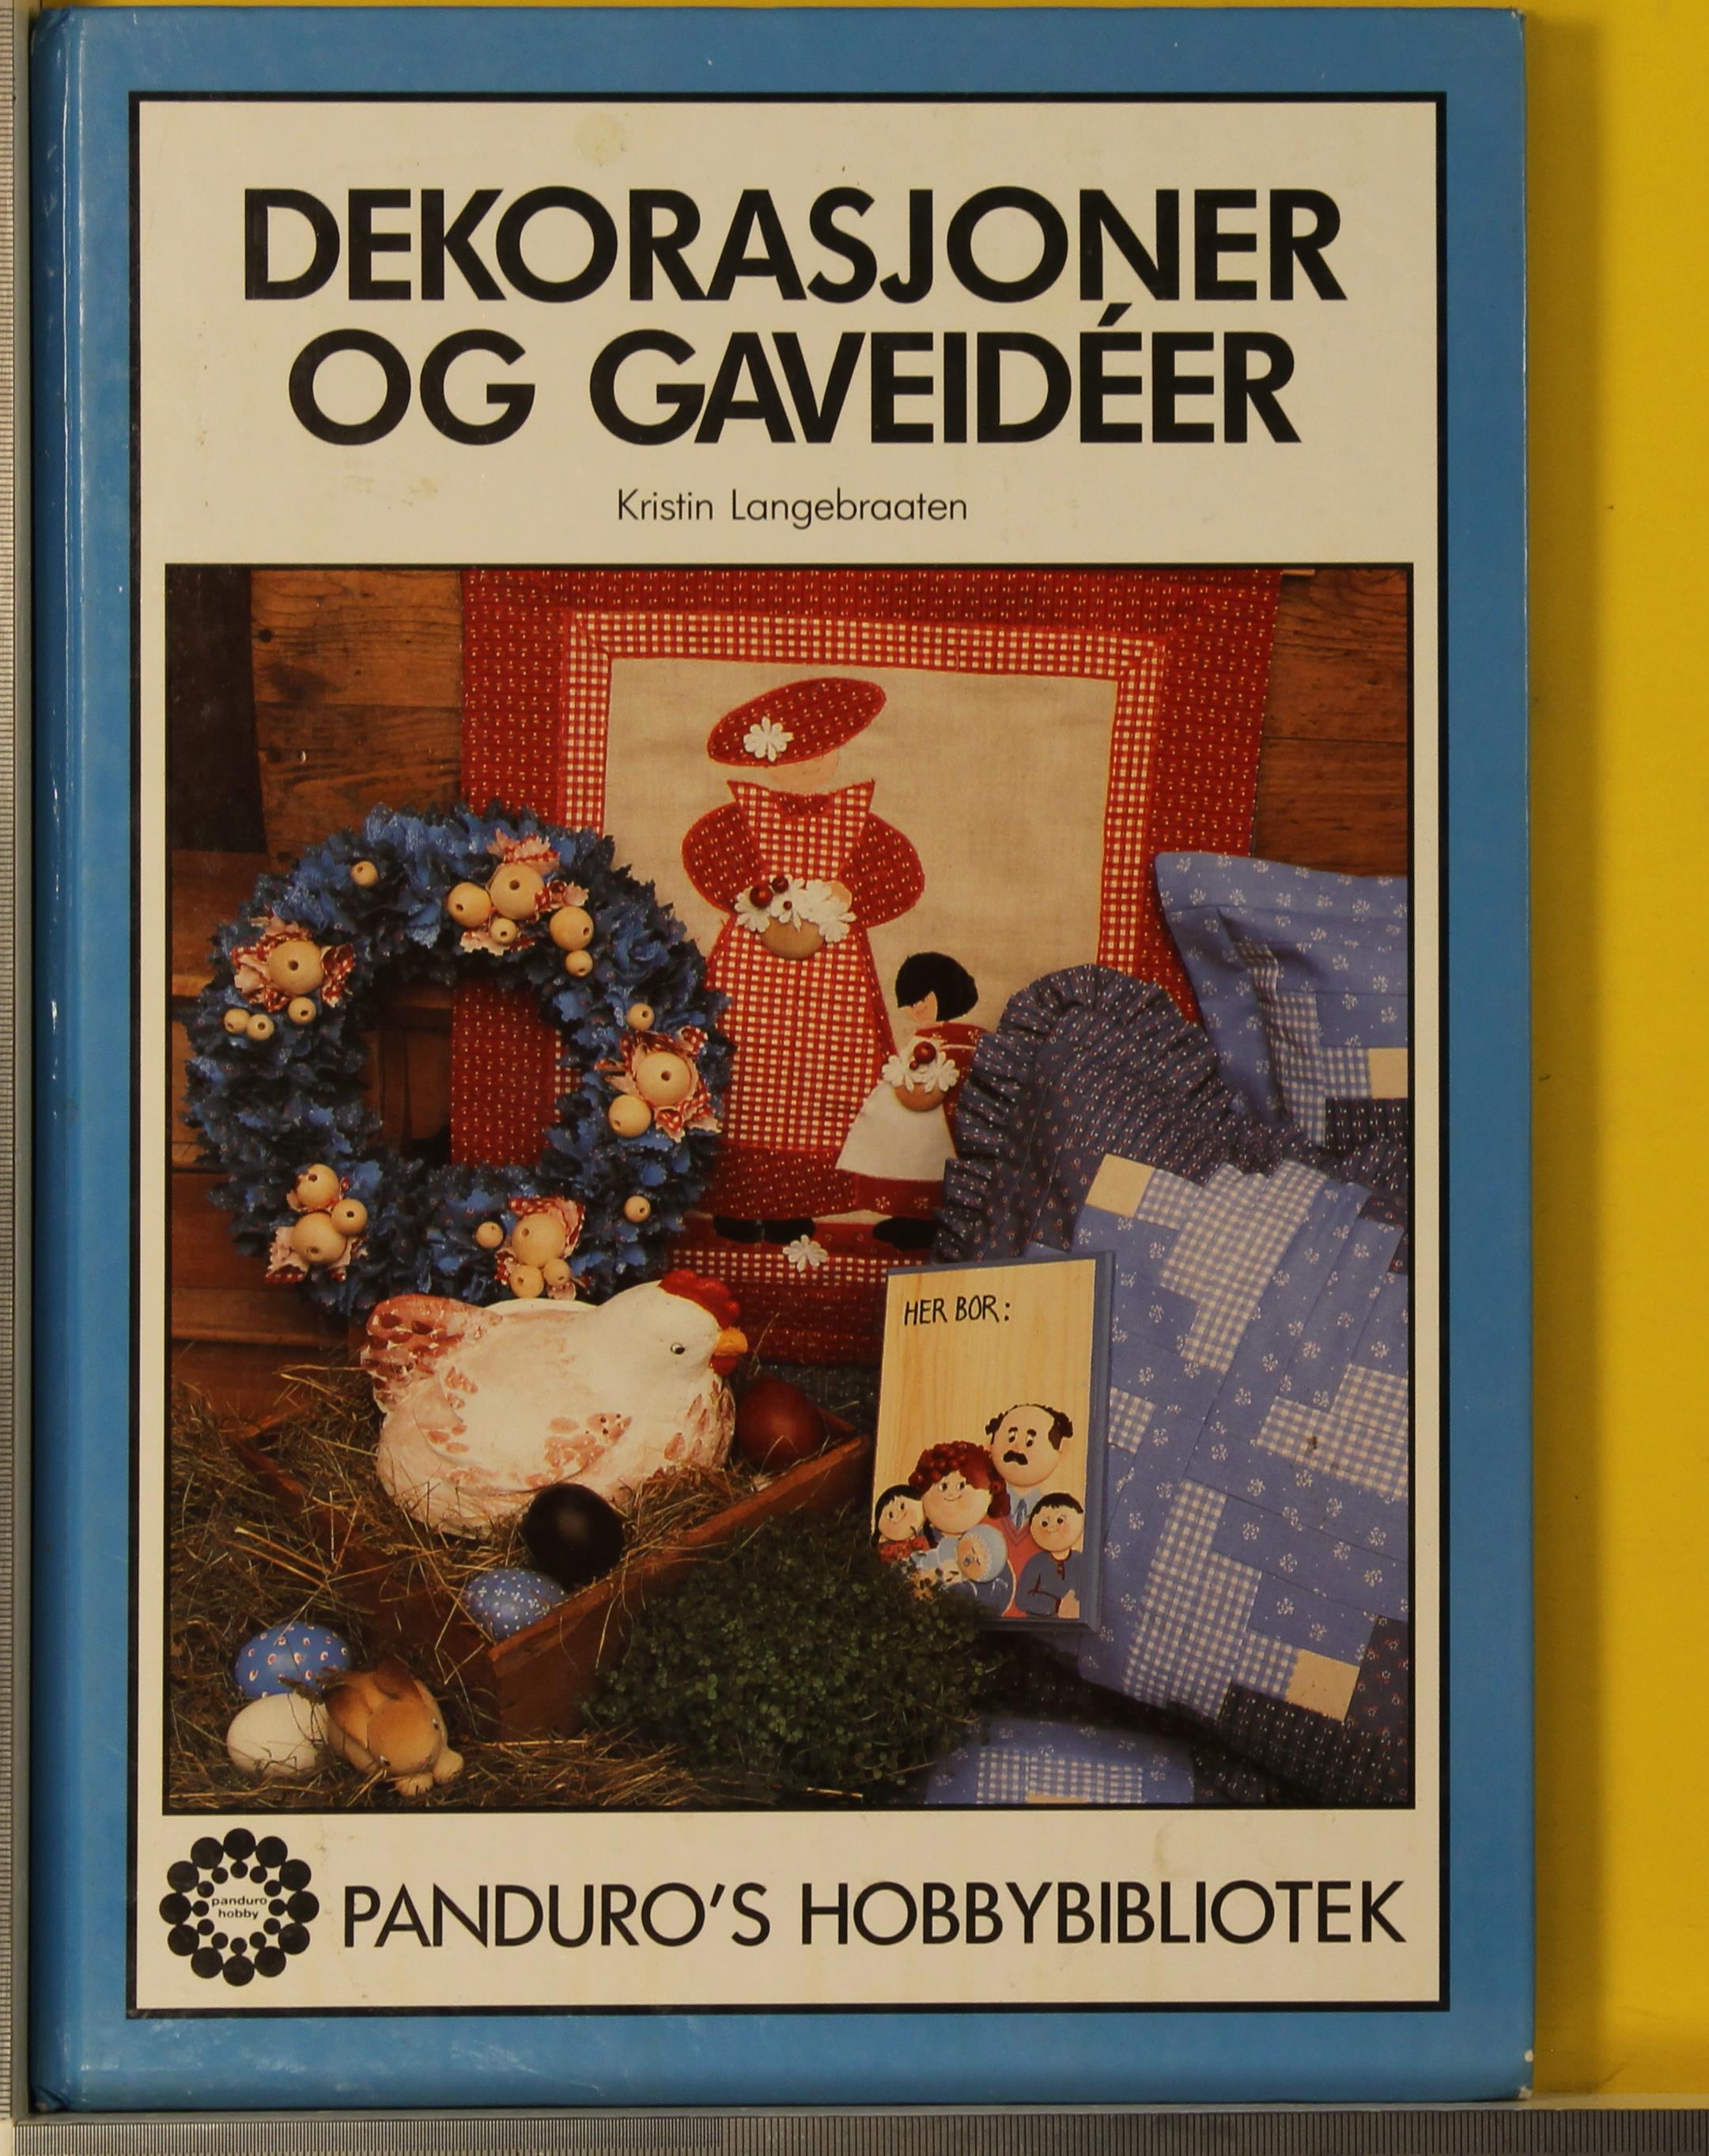 DEKORASJONER
OG GAVEIDÉER
Kristin Langebraaten
HER BOR:
panduro
hobby
PANDURO'S HOBBYBIBLIOTEK